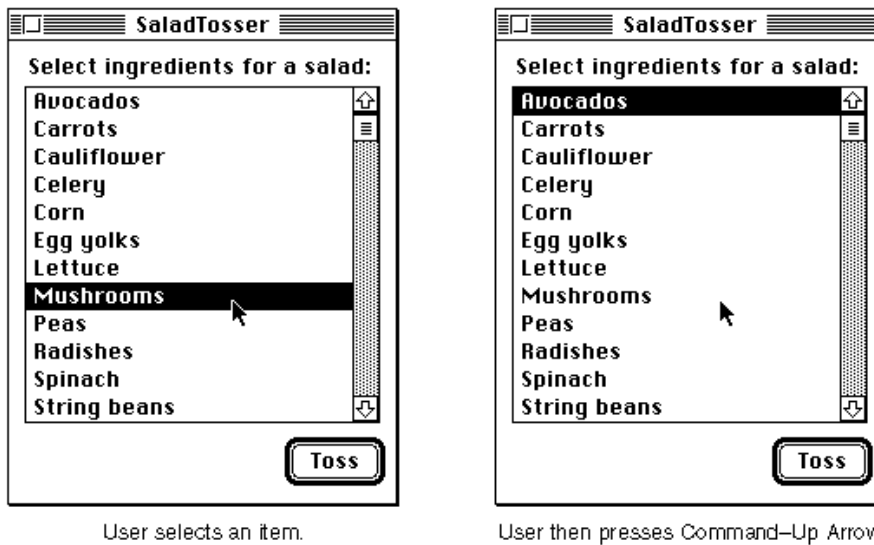 SaladTosser
Select ingredients for a salad:
Avocados
Carrots
Cauliflower
Celery
Corn
Egg yolks
Lettuce
Mushrooms
Peas
Radishes
Spinach
String beans
Toss
User selects an item.
SaladTosser
Select ingredients for a salad:
Avocados
Carrots
Cauliflower
Celery
Corn
Egg yolks
Lettuce
Mushrooms
Peas
Radishes
Spinach
String beans
Toss
User then presses Command–Up Arrow